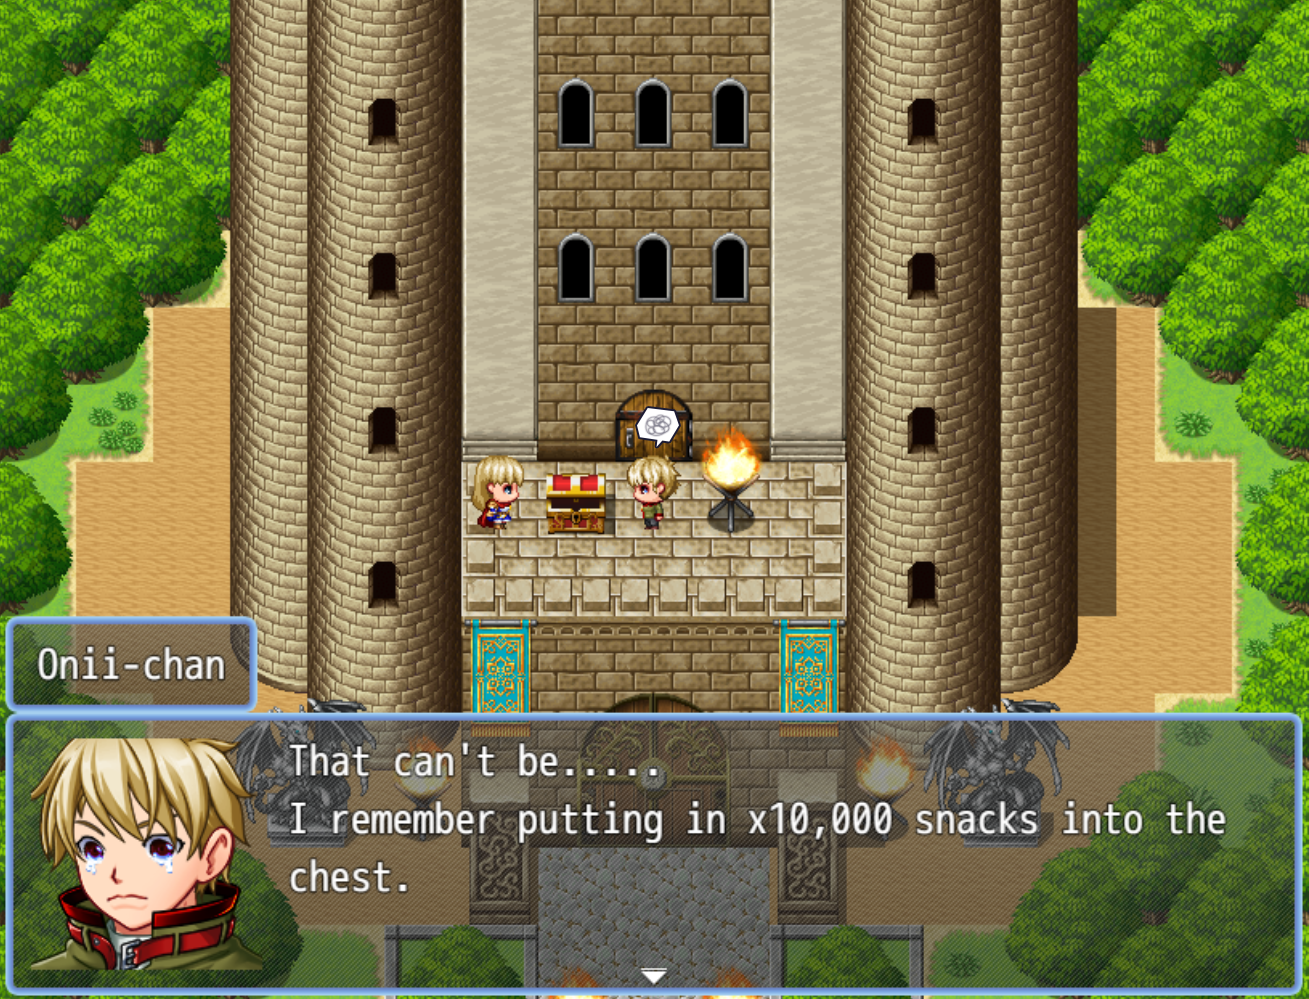 Onii-chan
That can't be.....
I remember putting in x10,000 snacks into the
chest.